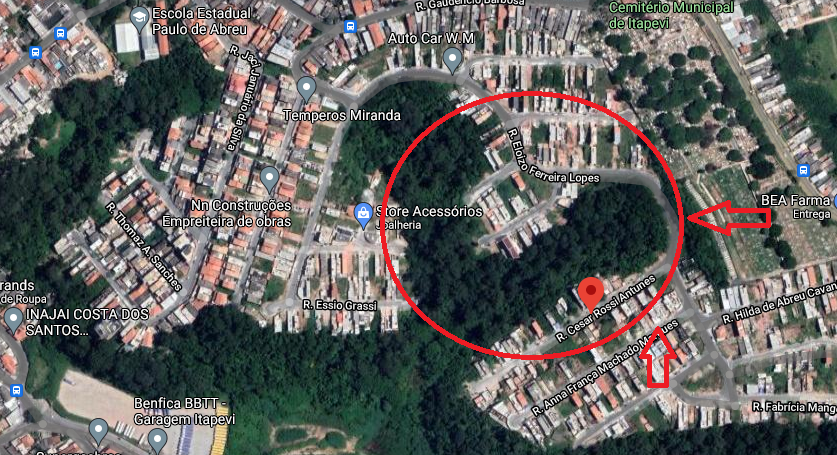 R. Gaudêncio Barbosa
Cemitério Municipal
de Itapevi
Escola Estadual
Paulo de Abreu
Auto Car W.M
R. Jaci Januário da Silva
Temperos Miranda
R. Eloizo Ferreira Lopes
Nn Construções
Empreiteira de obras
Store Acessórios
Joalheria
BEA Farma
Entrega
R. Thomaz A. Sanches
rands
de Roupa
R. Essio Grassi
INAJAI COSTA DOS
SANTOS...
R. Cesar Rossi Antunes
R. Hilda de Abreu Cavan
R. Anna França Machado Marques
Benfica BBTT -
Garagem Itapevi
R. Fabrícia Mang